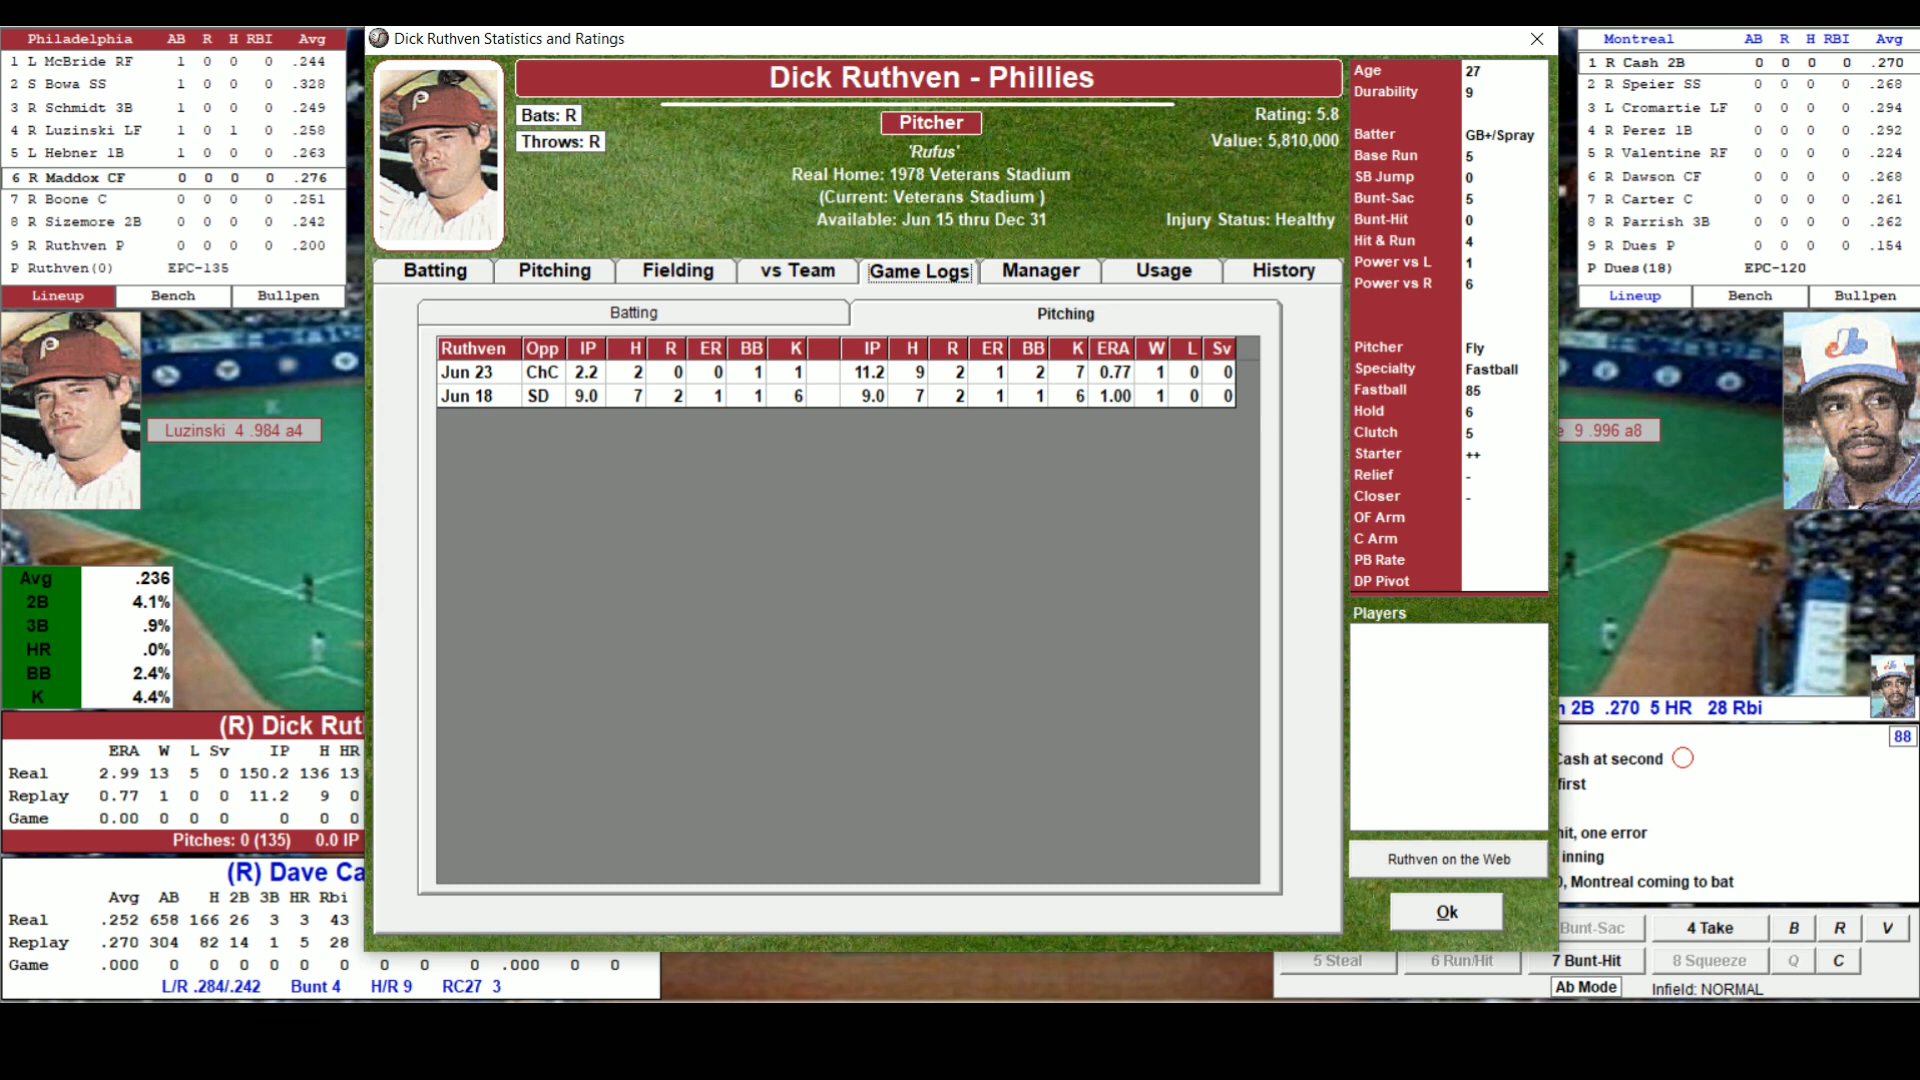 Dick Ruthven Statistics and Ratings
Philadelphia AB R H RBI Avg
1 L McBride RF 1 0 0 0 .244
2 S Bowa SS 1 0 0 0 .328
3 R Schmidt 3B 1 0 0 0 .249
4 R Luzinski LF 1 0 1 0 .258
5 L Hebner 1B 1 0 0 0 .263
6 R Maddox CF 0 0 0 0 .276
7 R Boone C 0 0 0 0 .251
8 R Sizemore 2B 0 0 0 0 .242
9 R Ruthven P 0 0 0 0 .200
P Ruthven(0) EPC-135
Lineup Bench Bullpen
Luzinski 4 .984 a4
Avg .236
2B 4.1%
3B .9%
HR .0%
BB 2.4%
K 4.4%
(R) Dick Rut
ERA W L Sv IP H HR
Real 2.99 13 5 0 150.2 136 13
Replay 0.77 1 0 0 11.2 9 0
Game 0.00 0 0 0 0 0 0
Pitches: 0 (135) 0.0 IP
(R) Dave Ca
Avg AB H 2B 3B HR Rbi
Real .252 658 166 26 3 3 43
Replay .270 304 82 14 1 5 28
Game .000 0 0 0 0 0 0 0 0 0 .000 0 0
L/R .284/.242 Bunt 4 H/R 9 RC27 3
Dick Ruthven - Phillies
Bats: R
Throws: R
Pitcher
'Rufus'
Real Home: 1978 Veterans Stadium
(Current: Veterans Stadium )
Available: Jun 15 thru Dec 31
Rating: 5.8
Value: 5,810,000
Injury Status: Healthy
Batting Pitching Fielding vs Team Game Logs Manager Usage History
Batting Pitching
Ruthven Opp IP H R ER BB K IP H R ER BB K ERA W L Sv
Jun 23 ChC 2.2 2 0 0 1 1 11.2 9 2 1 2 7 0.77 1 0 0
Jun 18 SD 9.0 7 2 1 1 6 9.0 7 2 1 1 6 1.00 1 0 0
Age 27
Durability 9
Batter GB+/Spray
Base Run 5
SB Jump 0
Bunt-Sac 5
Bunt-Hit 0
Hit & Run 4
Power vs L 1
Power vs R 6
Pitcher Fly
Specialty Fastball
Fastball 85
Hold 6
Clutch 5
Starter ++
Relief -
Closer -
OF Arm
C Arm
PB Rate
DP Pivot
Players
Ruthven on the Web
Ok
Montreal AB R H RBI Avg
1 R Cash 2B 0 0 0 0 .270
2 R Speier SS 0 0 0 0 .268
3 L Cromartie LF 0 0 0 0 .294
4 R Perez 1B 0 0 0 0 .292
5 R Valentine RF 0 0 0 0 .224
6 R Dawson CF 0 0 0 0 .268
7 R Carter C 0 0 0 0 .261
8 R Parrish 3B 0 0 0 0 .262
9 R Dues P 0 0 0 0 .154
P Dues(18) EPC-120
Lineup Bench Bullpen
e 9 .996 a8
n 2B .270 5 HR 28 Rbi
88
Cash at second
first
hit, one error
inning
), Montreal coming to bat
Bunt-Sac 4 Take B R V
5 Steal 6 Run/Hit 7 Bunt-Hit 8 Squeeze Q C
Ab Mode Infield: NORMAL